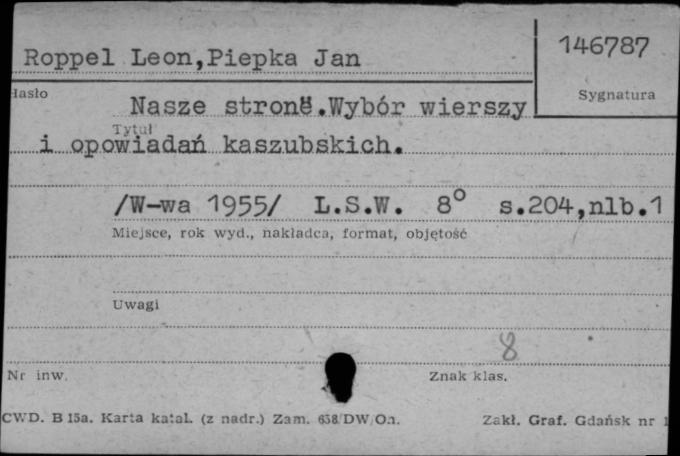 Roppel Leon,Piepka Jan
146787
Hasło
Sygnatura
Nasze stronë.Wybór wierszy
Tytuł
i opowiadań kaszubskich.
/W-wa 1955/ L.S.W. 8° s.204,nlb.1
Miejsce, rok wyd., nakładca, format, objętość
Uwagi
8
Nr inw.
Znak klas.
CWD. B 15a. Karta katal. (z nadr.) Zam. 658/DW/Oa.
Zakł. Graf. Gdańsk nr 1